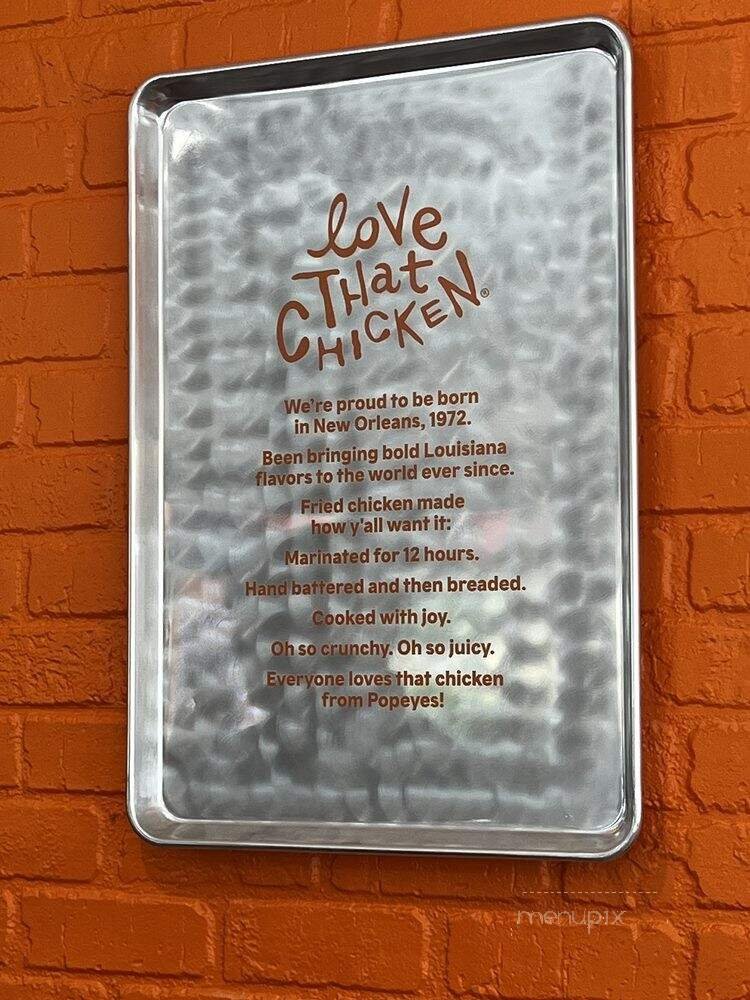 love
THat
CHICKEN®
We're proud to be born
in New Orleans, 1972.
Been bringing bold Louisiana
flavors to the world ever since.
Fried chicken made
how y'all want it:
Marinated for 12 hours.
Hand battered and then breaded.
Cooked with joy.
Oh so crunchy. Oh so juicy.
Everyone loves that chicken
from Popeyes!
menupix